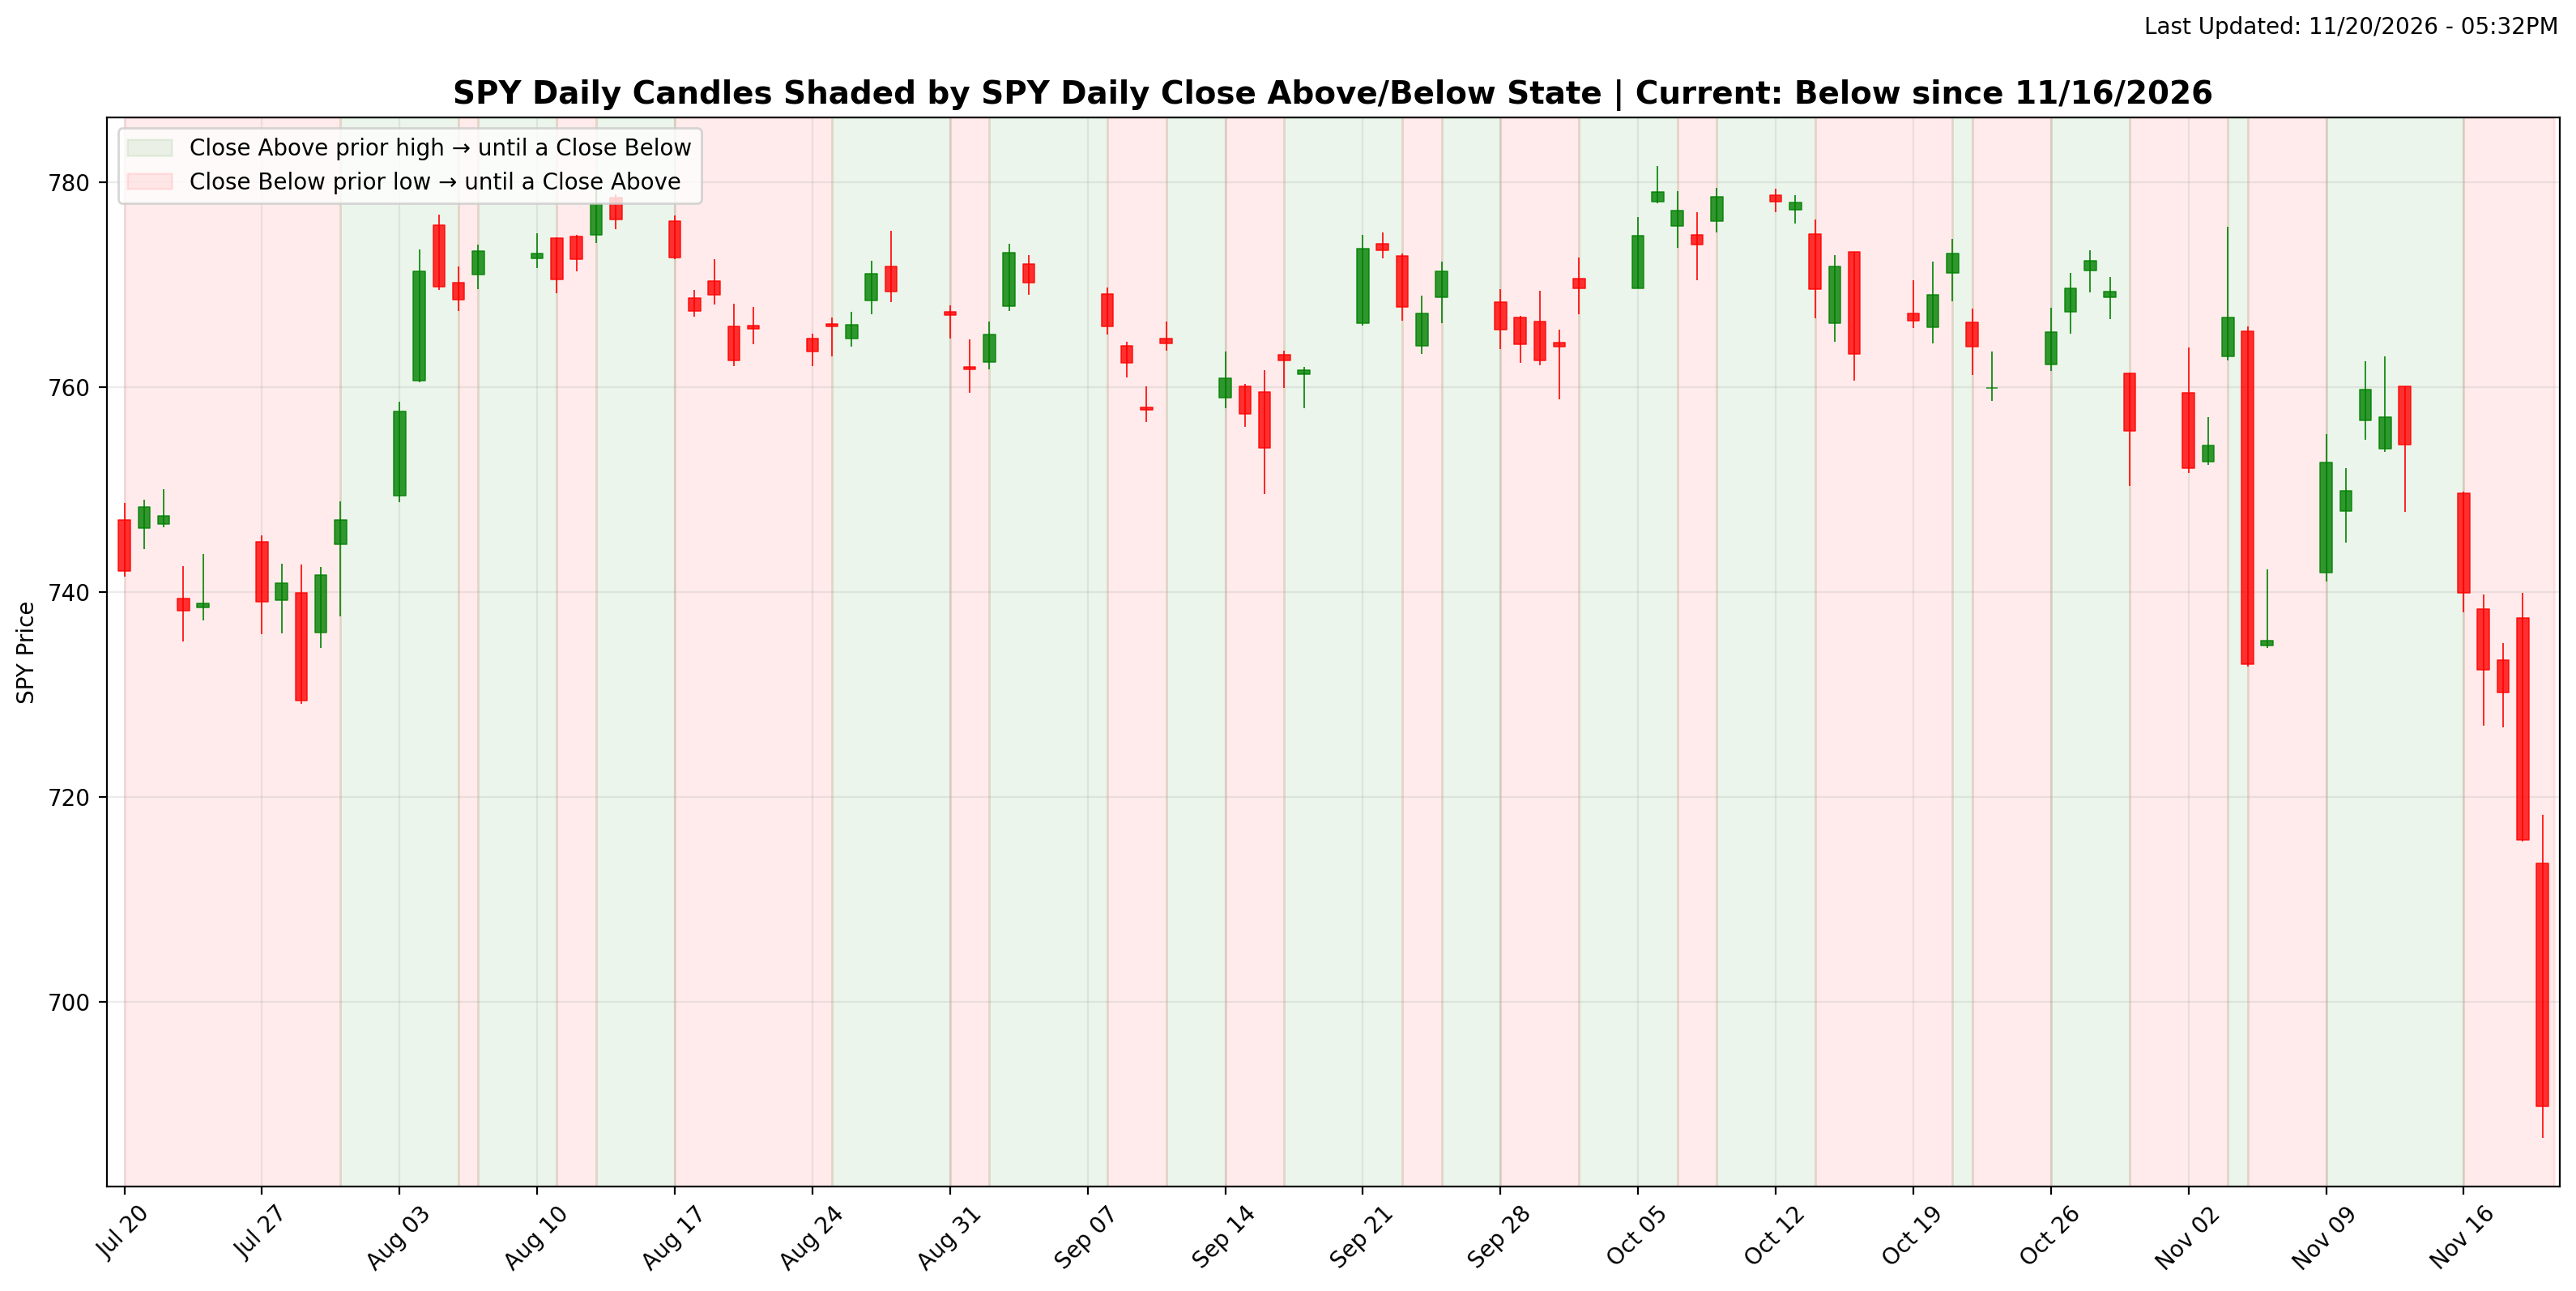 Last Updated: 11/20/2026 - 05:32PM
SPY Daily Candles Shaded by SPY Daily Close Above/Below State | Current: Below since 11/16/2026
Close Above prior high → until a Close Below
Close Below prior low → until a Close Above
780
760
740
720
700
SPY Price
Jul 20
Jul 27
Aug 03
Aug 10
Aug 17
Aug 24
Aug 31
Sep 07
Sep 14
Sep 21
Sep 28
Oct 05
Oct 12
Oct 19
Oct 26
Nov 02
Nov 09
Nov 16